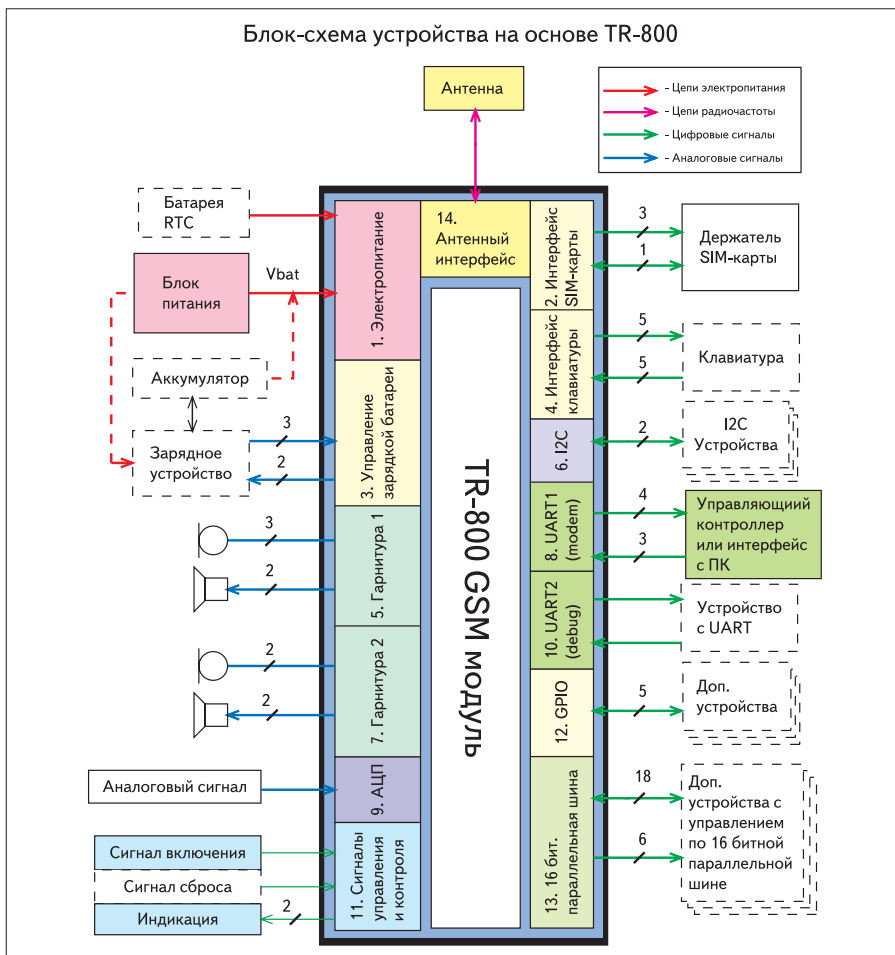 Блок-схема устройства на основе TR-800
Антенна
- Цепи электропитания
- Цепи радиочастоты
- Цифровые сигналы
- Аналоговые сигналы
Батарея
RTC
Блок
питания
Vbat
Аккумулятор
Зарядное
устройство
3
2
3
2
2
2
Аналоговый сигнал
Сигнал включения
Сигнал сброса
Индикация
2
1. Электропитание
3. Управление
зарядкой батареи
5. Гарнитура 1
7. Гарнитура 2
9. АЦП
11. Сигналы
управления
и контроля
14.
Антенный
интерфейс
TR-800 GSM модуль
2. Интерфейс
SIM-карты
4. Интерфейс
клавиатуры
6. I2C
8. UART1
(modem)
10. UART2
(debug)
12. GPIO
13. 16 бит.
параллельная шина
3
1
Держатель
SIM-карты
5
5
Клавиатура
2
I2C
Устройства
4
3
Управляющиий
контроллер
или интерфейс
с ПК
Устройство
с UART
5
Доп.
устройства
18
6
Доп.
устройства с
управлением
по 16 битной
параллельной
шине